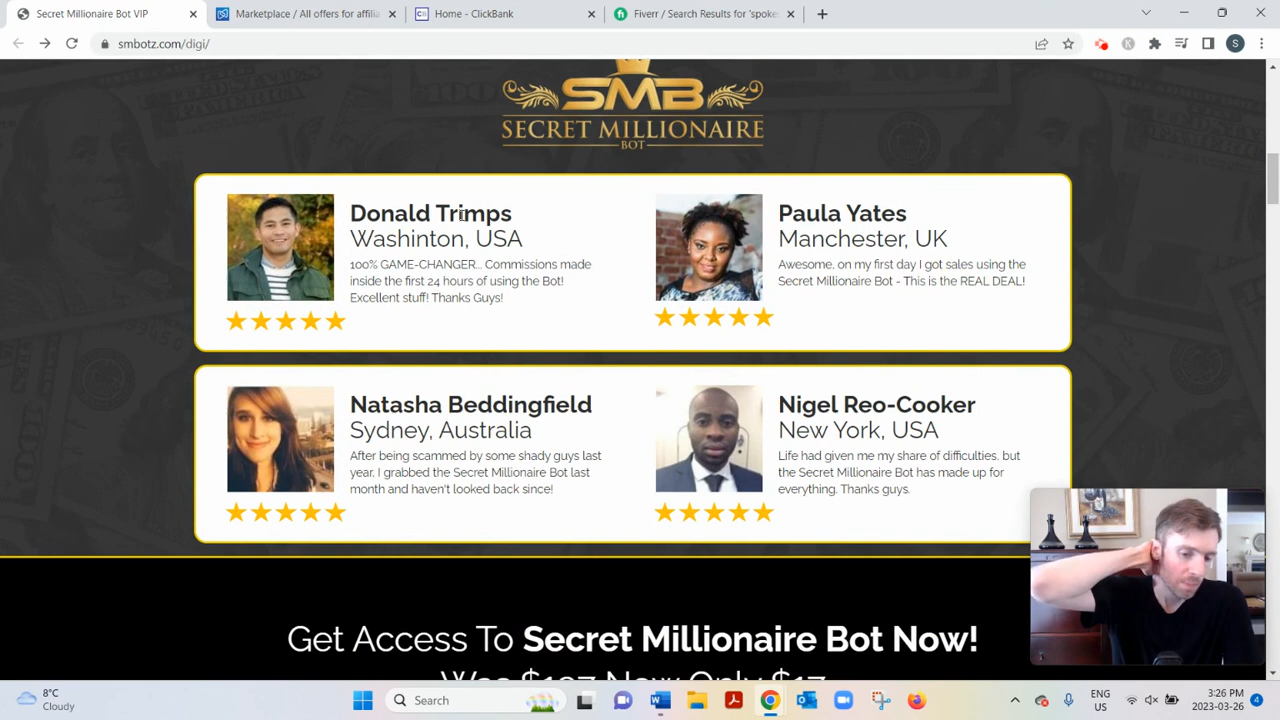 Secret Millionaire Bot VIP
Marketplace / All offers for affilia
Home - ClickBank
Fiverr / Search Results for 'spokes
smbotz.com/digi/
S
SMB
SECRET MILLIONAIRE
BOT
Donald Trimps
Washinton, USA
100% GAME-CHANGER... Commissions made
inside the first 24 hours of using the Bot!
Excellent stuff! Thanks Guys!
Paula Yates
Manchester, UK
Awesome, on my first day I got sales using the
Secret Millionaire Bot - This is the REAL DEAL!
Natasha Beddingfield
Sydney, Australia
After being scammed by some shady guys last
year, I grabbed the Secret Millionaire Bot last
month and haven't looked back since!
Nigel Reo-Cooker
New York, USA
Life had given me my share of difficulties, but
the Secret Millionaire Bot has made up for
everything. Thanks guys.
Get Access To Secret Millionaire Bot Now!
Was $197 Now Only $17
8°C
Cloudy
Search
ENG
US
3:26 PM
2023-03-26
4